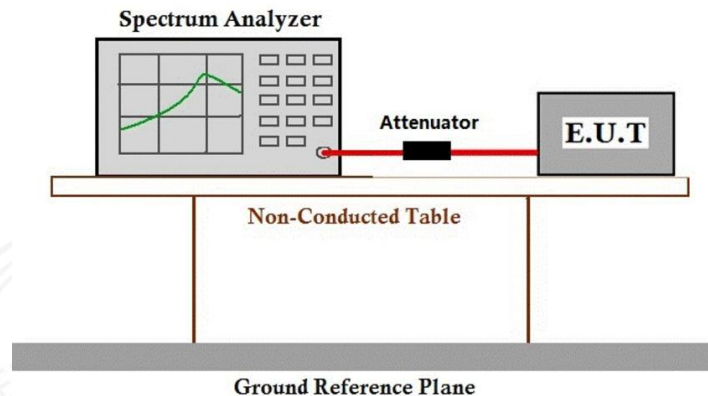 Spectrum Analyzer
Attenuator
E.U.T
Non-Conducted Table
Ground Reference Plane